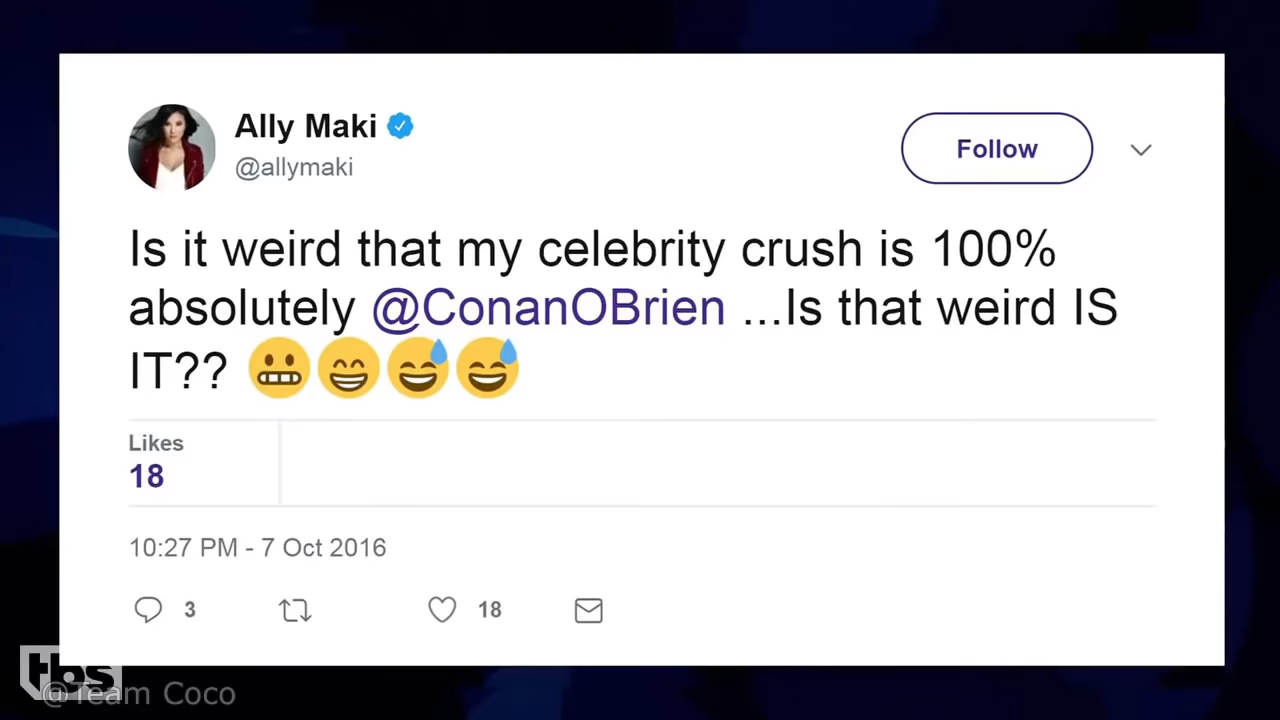 Ally Maki
@allymaki
Follow
Is it weird that my celebrity crush is 100%
absolutely @ConanOBrien ...Is that weird IS
IT?? 😬😁😅😅
Likes
18
10:27 PM - 7 Oct 2016
3
18
tbs
@Team Coco